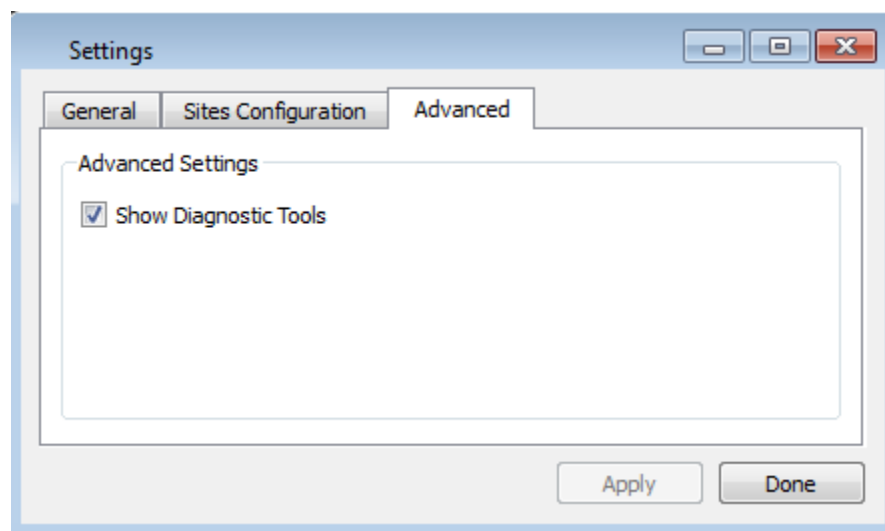 Settings
General Sites Configuration Advanced
Advanced Settings
Show Diagnostic Tools
Apply Done